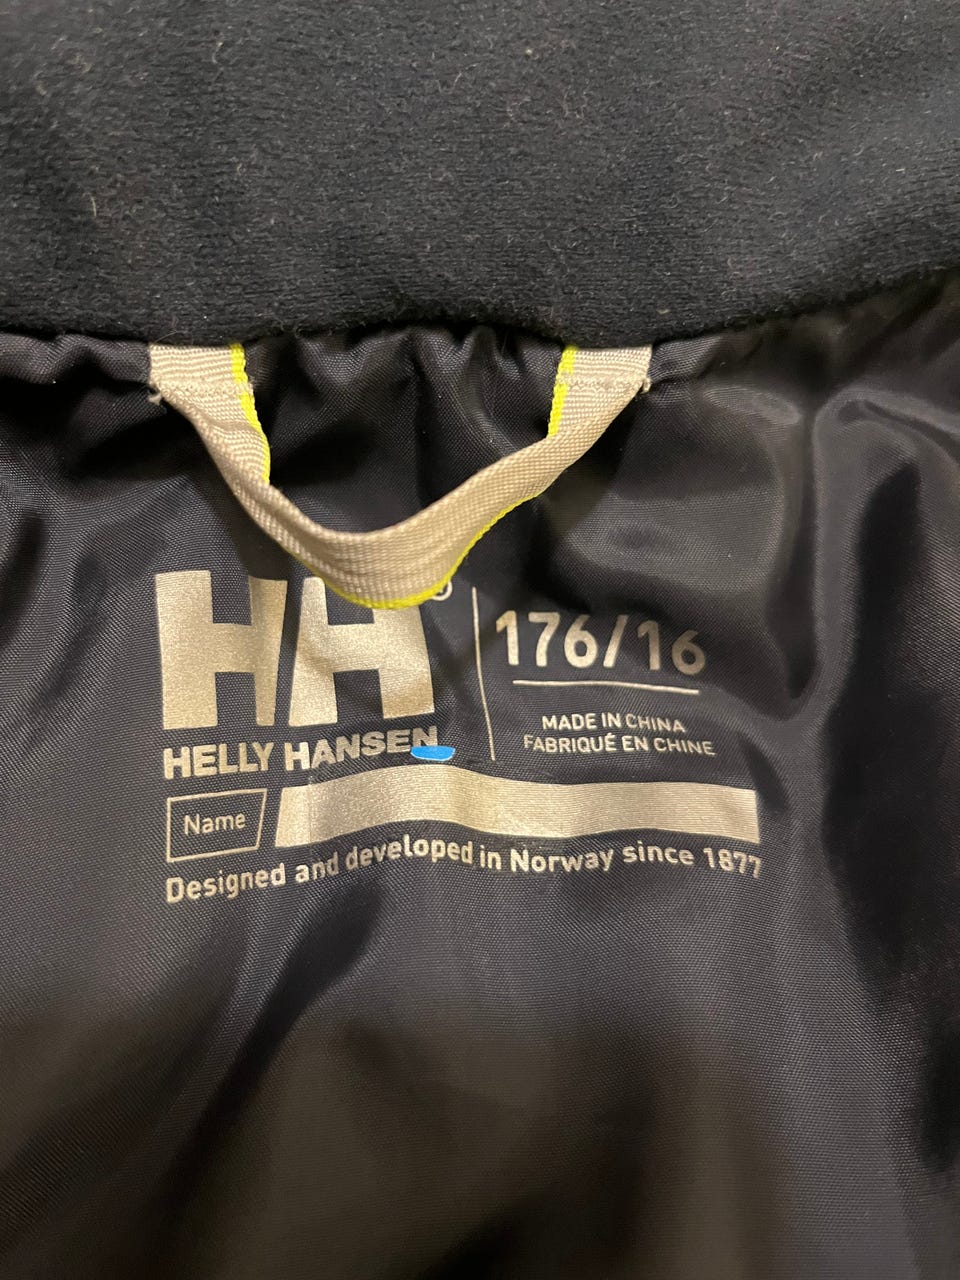 HH®
HELLY HANSEN
176/16
MADE IN CHINA
FABRIQUÉ EN CHINE
Name
Designed and developed in Norway since 1877